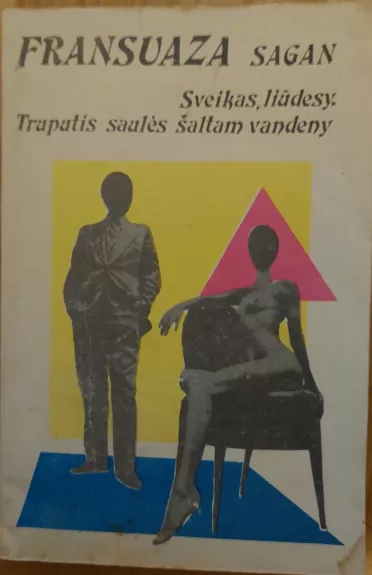 FRANSUAZA SAGAN
Sveikas, liūdesy.
Truputis saulės šaltam vandeny